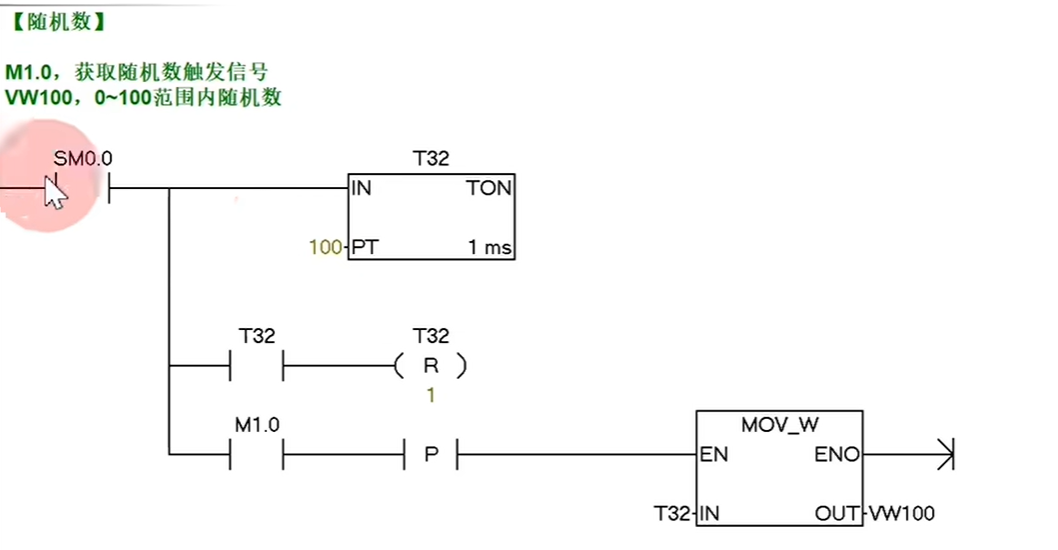 【随机数】
M1.0，获取随机数触发信号
VW100，0~100范围内随机数
SM0.0
T32
IN
TON
100
PT
1 ms
T32
T32
R
1
M1.0
P
MOV_W
EN
ENO
T32
IN
OUT
VW100